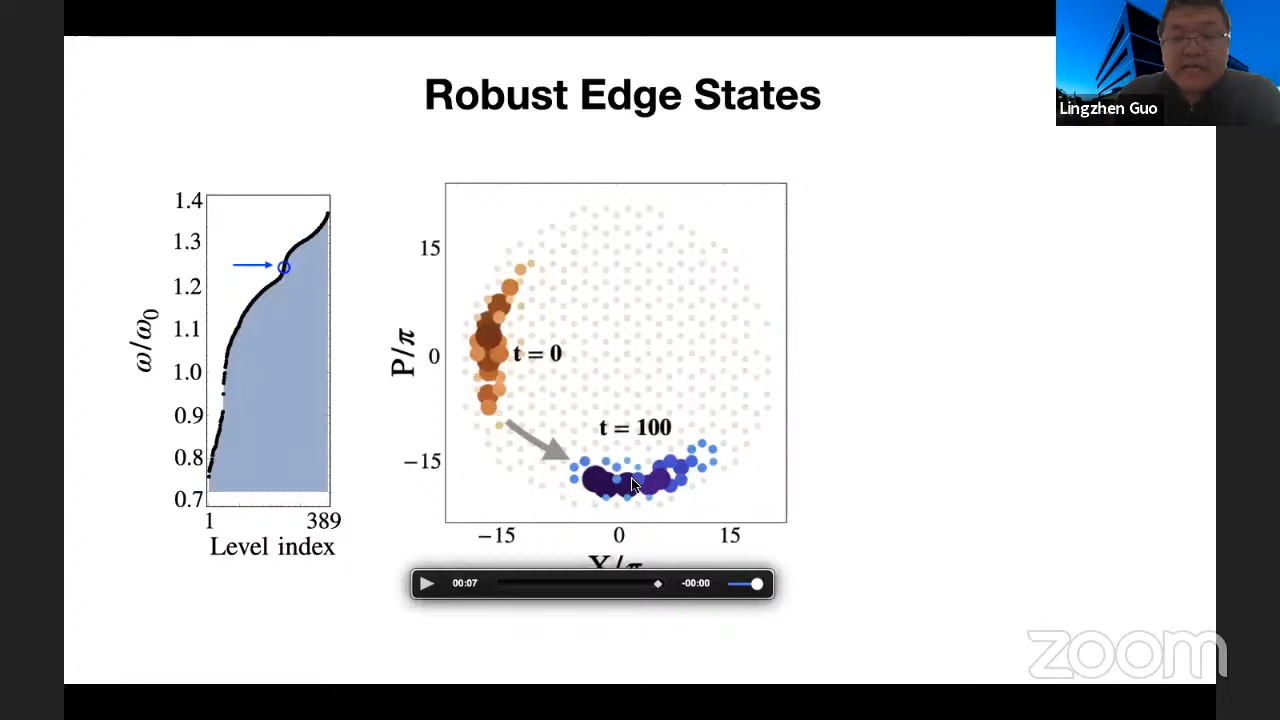 Robust Edge States
Lingzhen Guo
1.4
1.3
1.2
1.1
1.0
0.9
0.8
0.7
ω/ω₀
1 389
Level index
15
0
−15
P/π
t = 0
t = 100
−15 0 15
X/π
00:07 -00:00
zoom